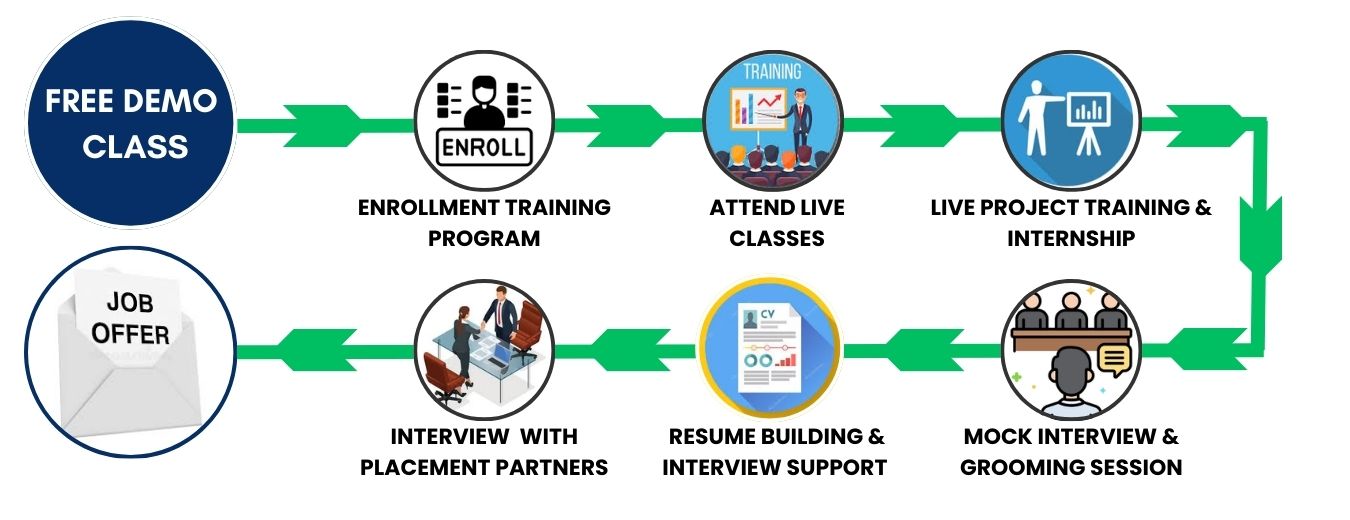 FREE DEMO
CLASS
ENROLL
TRAINING
ENROLLMENT TRAINING
PROGRAM
ATTEND LIVE
CLASSES
LIVE PROJECT TRAINING &
INTERNSHIP
JOB
OFFER
CV
INTERVIEW WITH
PLACEMENT PARTNERS
RESUME BUILDING &
INTERVIEW SUPPORT
MOCK INTERVIEW &
GROOMING SESSION